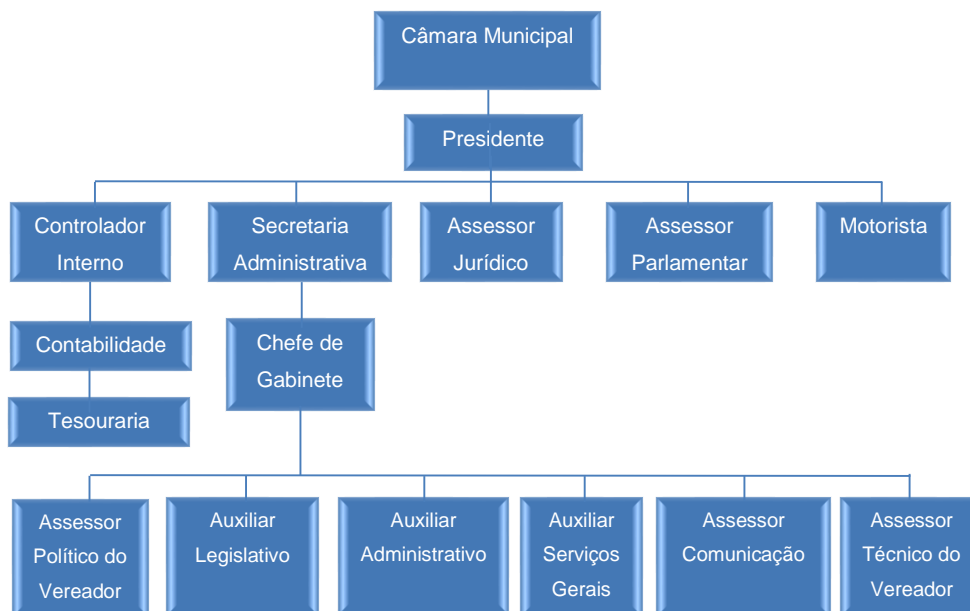 Câmara Municipal
Presidente
Controlador
Interno
Secretaria
Administrativa
Assessor
Jurídico
Assessor
Parlamentar
Motorista
Contabilidade
Tesouraria
Chefe de
Gabinete
Assessor
Político do
Vereador
Auxiliar
Legislativo
Auxiliar
Administrativo
Auxiliar
Serviços
Gerais
Assessor
Comunicação
Assessor
Técnico do
Vereador